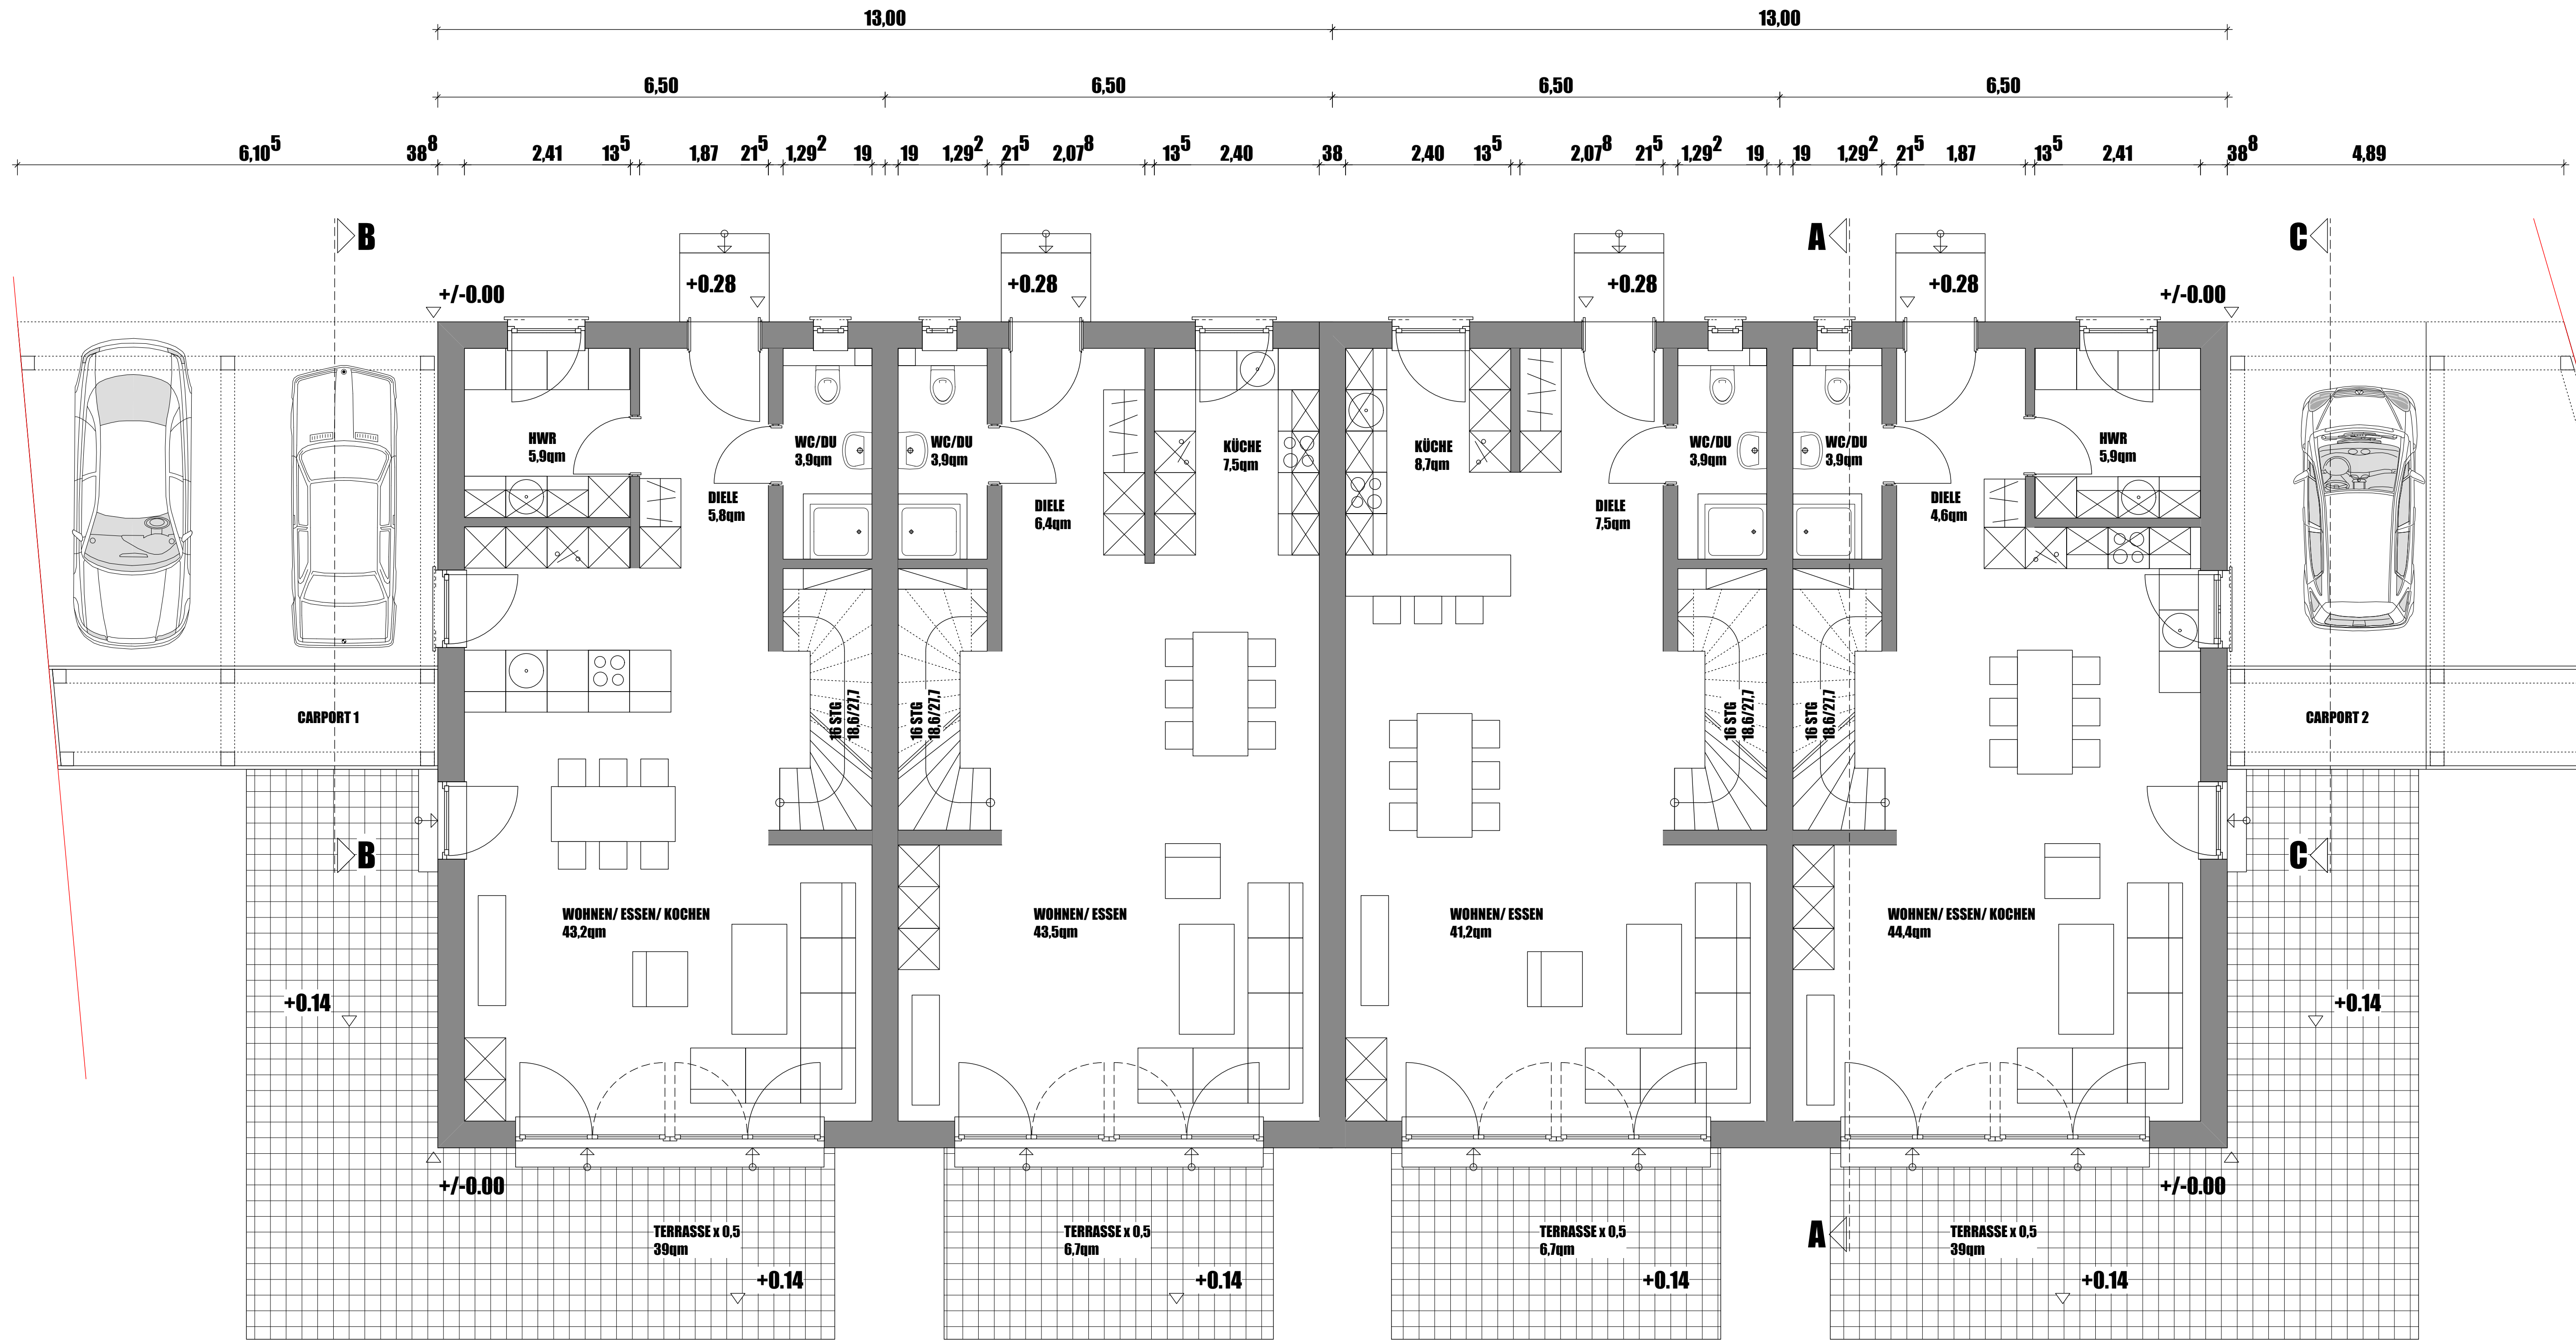 13,00 13,00
6,50 6,50 6,50 6,50
6,10⁵ 38⁸ 2,41 13⁵ 1,87 21⁵ 1,29² 19 19 1,29² 21⁵ 2,07⁸ 13⁵ 2,40 38 2,40 13⁵ 2,07⁸ 21⁵ 1,29² 19 19 1,29² 21⁵ 1,87 13⁵ 2,41 38⁸ 4,89
B A C
+0.28 +0.28 +0.28 +0.28
+/-0.00 +/-0.00
HWR
5,9qm
WC/DU
3,9qm
WC/DU
3,9qm
KÜCHE
7,5qm
KÜCHE
8,7qm
WC/DU
3,9qm
WC/DU
3,9qm
HWR
5,9qm
DIELE
5,8qm
DIELE
6,4qm
DIELE
7,5qm
DIELE
4,6qm
16 STG
18,6/27,7
16 STG
18,6/27,7
16 STG
18,6/27,7
16 STG
18,6/27,7
CARPORT 1
CARPORT 2
B C
WOHNEN/ ESSEN/ KOCHEN
43,2qm
WOHNEN/ ESSEN
43,5qm
WOHNEN/ ESSEN
41,2qm
WOHNEN/ ESSEN/ KOCHEN
44,4qm
+0.14 +0.14
+/-0.00 +/-0.00
TERRASSE x 0,5
39qm
TERRASSE x 0,5
6,7qm
TERRASSE x 0,5
6,7qm
A
TERRASSE x 0,5
39qm
+0.14 +0.14 +0.14 +0.14